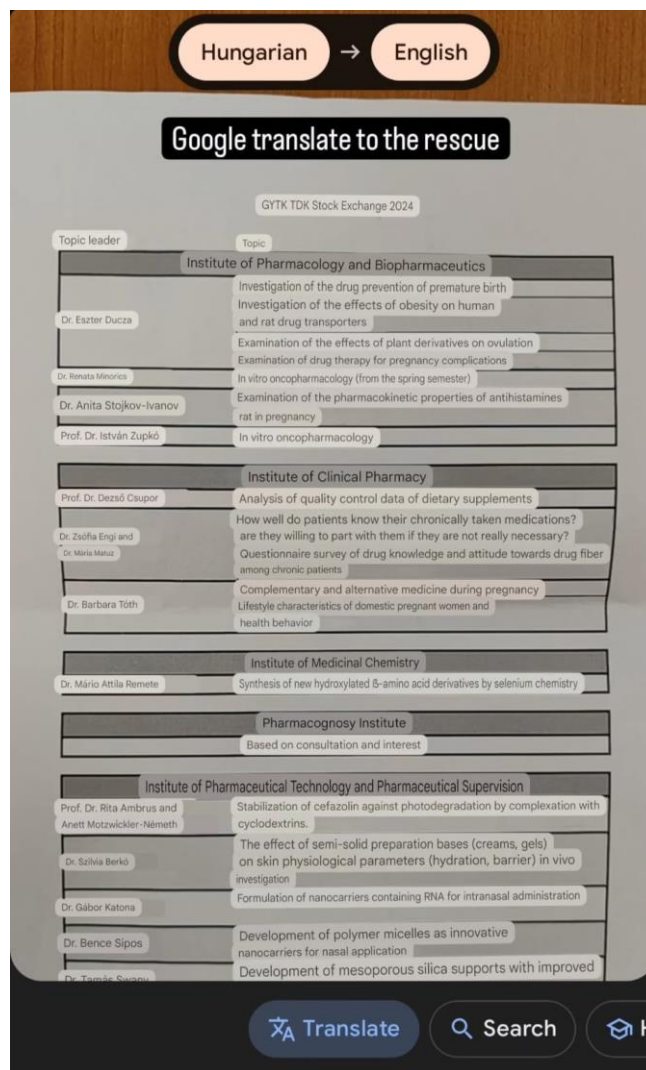 Hungarian → English
Google translate to the rescue
GYTK TDK Stock Exchange 2024
Topic leader
Topic
Institute of Pharmacology and Biopharmaceutics
Dr. Eszter Ducza
Investigation of the drug prevention of premature birth
Investigation of the effects of obesity on human
and rat drug transporters
Examination of the effects of plant derivatives on ovulation
Examination of drug therapy for pregnancy complications
Dr. Renata Minorics
In vitro oncopharmacology (from the spring semester)
Dr. Anita Stojkov-Ivanov
Examination of the pharmacokinetic properties of antihistamines
rat in pregnancy
Prof. Dr. István Zupkó
In vitro oncopharmacology
Institute of Clinical Pharmacy
Prof. Dr. Dezső Csupor
Analysis of quality control data of dietary supplements
Dr. Zsófia Engi and
Dr. Mária Matuz
How well do patients know their chronically taken medications?
are they willing to part with them if they are not really necessary?
Questionnaire survey of drug knowledge and attitude towards drug fiber
among chronic patients
Dr. Barbara Tóth
Complementary and alternative medicine during pregnancy
Lifestyle characteristics of domestic pregnant women and
health behavior
Institute of Medicinal Chemistry
Dr. Márió Attila Remete
Synthesis of new hydroxylated ß-amino acid derivatives by selenium chemistry
Pharmacognosy Institute
Based on consultation and interest
Institute of Pharmaceutical Technology and Pharmaceutical Supervision
Prof. Dr. Rita Ambrus and
Anett Motzwickler-Németh
Stabilization of cefazolin against photodegradation by complexation with
cyclodextrins.
Dr. Szilvia Berkó
The effect of semi-solid preparation bases (creams, gels)
on skin physiological parameters (hydration, barrier) in vivo
investigation
Dr. Gábor Katona
Formulation of nanocarriers containing RNA for intranasal administration
Dr. Bence Sipos
Development of polymer micelles as innovative
nanocarriers for nasal application
Dr. Tamás Swany
Development of mesoporous silica supports with improved
Translate
Search
H